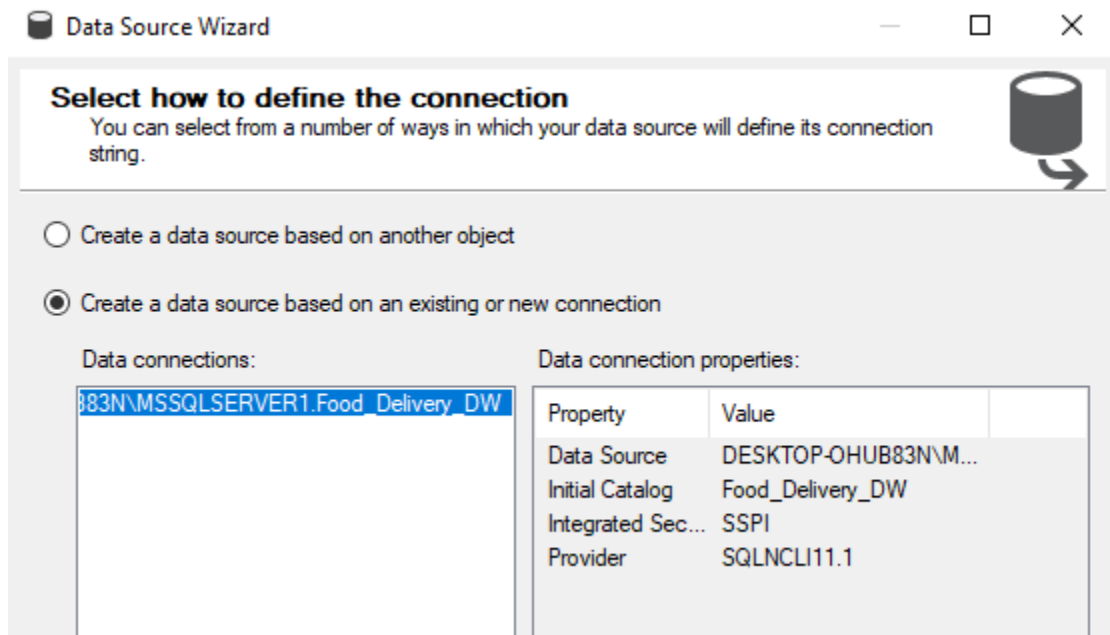 Data Source Wizard
Select how to define the connection
You can select from a number of ways in which your data source will define its connection
string.
Create a data source based on another object
Create a data source based on an existing or new connection
Data connections:
Data connection properties:
383N\MSSQLSERVER1.Food_Delivery_DW
Property Value
Data Source DESKTOP-OHUB83N\M...
Initial Catalog Food_Delivery_DW
Integrated Sec... SSPI
Provider SQLNCLI11.1